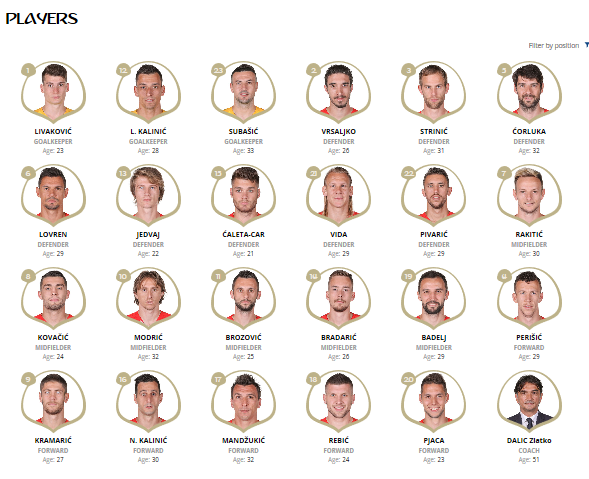 PLAYERS
Filter by position
1 12 23 2 3 5
LIVAKOVIĆ L. KALINIĆ SUBAŠIĆ VRSALJKO STRINIĆ ĆORLUKA
GOALKEEPER GOALKEEPER GOALKEEPER DEFENDER DEFENDER DEFENDER
Age: 23 Age: 28 Age: 33 Age: 26 Age: 31 Age: 32
6 13 15 21 22 7
LOVREN JEDVAJ ĆALETA-CAR VIDA PIVARIĆ RAKITIĆ
DEFENDER DEFENDER DEFENDER DEFENDER DEFENDER MIDFIELDER
Age: 29 Age: 22 Age: 21 Age: 29 Age: 29 Age: 30
8 10 11 19
KOVAČIĆ MODRIĆ BROZOVIĆ BRADARIĆ BADELJ PERIŠIĆ
MIDFIELDER MIDFIELDER MIDFIELDER MIDFIELDER MIDFIELDER FORWARD
Age: 24 Age: 32 Age: 25 Age: 26 Age: 29 Age: 29
9 16 17 18 20
KRAMARIĆ N. KALINIĆ MANDŽUKIĆ REBIĆ PJACA DALIC Zlatko
FORWARD FORWARD FORWARD FORWARD FORWARD COACH
Age: 27 Age: 30 Age: 32 Age: 24 Age: 23 Age: 51